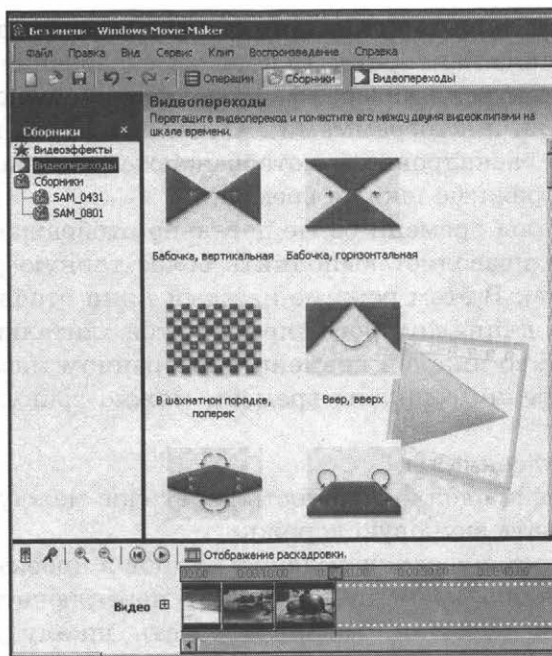 Без имени - Windows Movie Maker
Файл Правка Вид Сервис Клип Воспроизведение Справка
Операции Сборники Видеопереходы
Видеопереходы
Перетащите видеопереход и поместите его между двумя видеоклипами на
шкале времени.
Сборники ×
Видеоэффекты
Видеопереходы
Сборники
SAM_0431
SAM_0801
Бабочка, вертикальная Бабочка, горизонтальная
В шахматном порядке,
поперек
Веер, вверх
Отображение раскадровки.
Видео